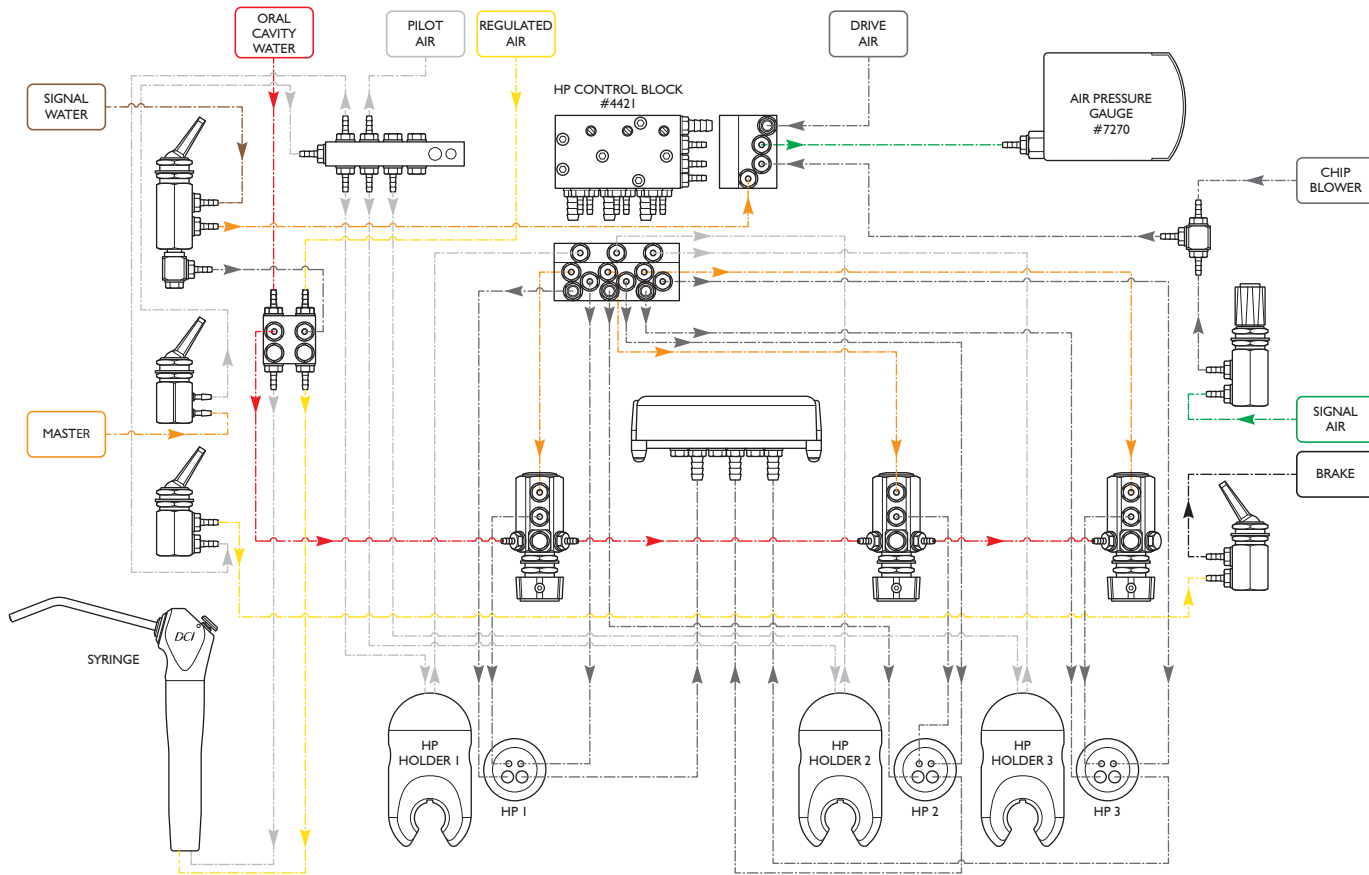 ORAL
CAVITY
WATER
PILOT
AIR
REGULATED
AIR
DRIVE
AIR
SIGNAL
WATER
HP CONTROL BLOCK
#4421
AIR PRESSURE
GAUGE
#7270
CHIP
BLOWER
MASTER
SIGNAL
AIR
BRAKE
DCI
SYRINGE
HP
HOLDER 1
HP 1
HP
HOLDER 2
HP 2
HP
HOLDER 3
HP 3